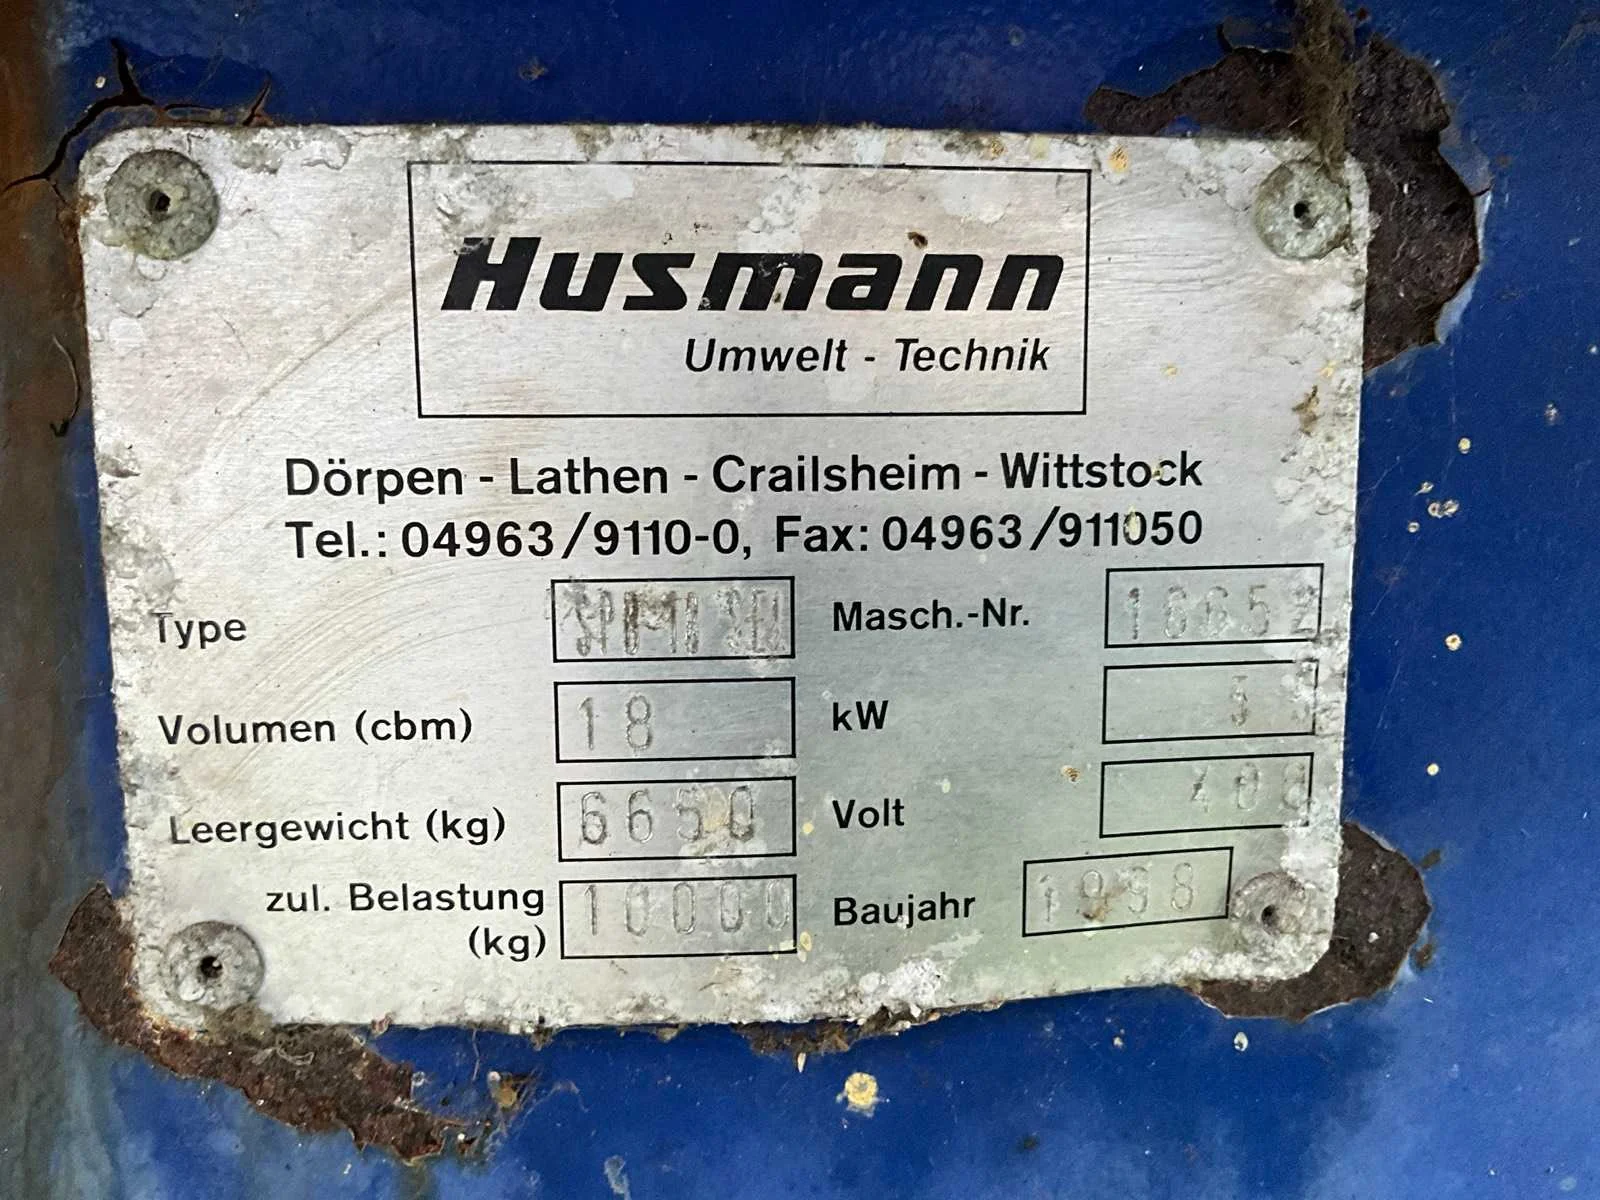 Husmann
Umwelt - Technik
Dörpen - Lathen - Crailsheim - Wittstock
Tel.: 04963/9110-0, Fax: 04963/911050
Type
Masch.-Nr. 16652
Volumen (cbm) 18
kW
Leergewicht (kg) 6650
Volt 400
zul. Belastung (kg) 10000
Baujahr 1998